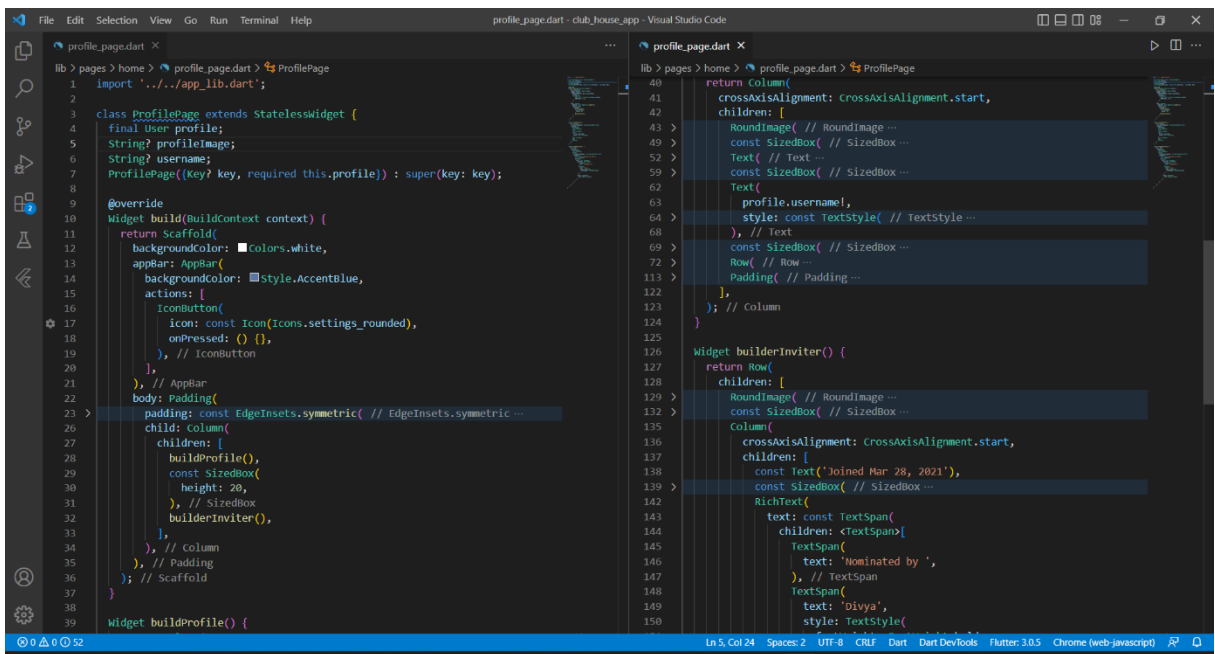 File Edit Selection View Go Run Terminal Help
profile_page.dart - club_house_app - Visual Studio Code
profile_page.dart
lib > pages > home > profile_page.dart > ProfilePage
1 import '../../app_lib.dart';
2
3 class ProfilePage extends StatelessWidget {
4 final User profile;
5 String? profileImage;
6 String? username;
7 ProfilePage({Key? key, required this.profile}) : super(key: key);
8
9 @override
10 Widget build(BuildContext context) {
11 return Scaffold(
12 backgroundColor: Colors.white,
13 appBar: AppBar(
14 backgroundColor: Style.AccentBlue,
15 actions: [
16 IconButton(
17 icon: const Icon(Icons.settings_rounded),
18 onPressed: () {},
19 ), // IconButton
20 ],
21 ), // AppBar
22 body: Padding(
23 > padding: const EdgeInsets.symmetric( // EdgeInsets.symmetric ⋯
26 child: Column(
27 children: [
28 buildProfile(),
29 const SizedBox(
30 height: 20,
31 ), // SizedBox
32 builderInviter(),
33 ],
34 ), // Column
35 ), // Padding
36 ); // Scaffold
37 }
38
39 Widget buildProfile() {
profile_page.dart
lib > pages > home > profile_page.dart > ProfilePage
40 return Column(
41 crossAxisAlignment: CrossAxisAlignment.start,
42 children: [
43 > RoundImage( // RoundImage ⋯
49 > const SizedBox( // SizedBox ⋯
52 > Text( // Text ⋯
59 > const SizedBox( // SizedBox ⋯
62 Text(
63 profile.username!,
64 > style: const TextStyle( // TextStyle ⋯
68 ), // Text
69 > const SizedBox( // SizedBox ⋯
72 > Row( // Row ⋯
113 > Padding( // Padding ⋯
122 ],
123 ); // Column
124 }
125
126 Widget builderInviter() {
127 return Row(
128 children: [
129 > RoundImage( // RoundImage ⋯
132 > const SizedBox( // SizedBox ⋯
135 Column(
136 crossAxisAlignment: CrossAxisAlignment.start,
137 children: [
138 const Text('Joined Mar 28, 2021'),
139 > const SizedBox( // SizedBox ⋯
142 RichText(
143 text: const TextSpan(
144 children: <TextSpan>[
145 TextSpan(
146 text: 'Nominated by ',
147 ), // TextSpan
148 TextSpan(
149 text: 'Divya',
150 style: TextStyle(
2
0 0 52
Ln 5, Col 24 Spaces: 2 UTF-8 CRLF Dart Dart DevTools Flutter: 3.0.5 Chrome (web-javascript)